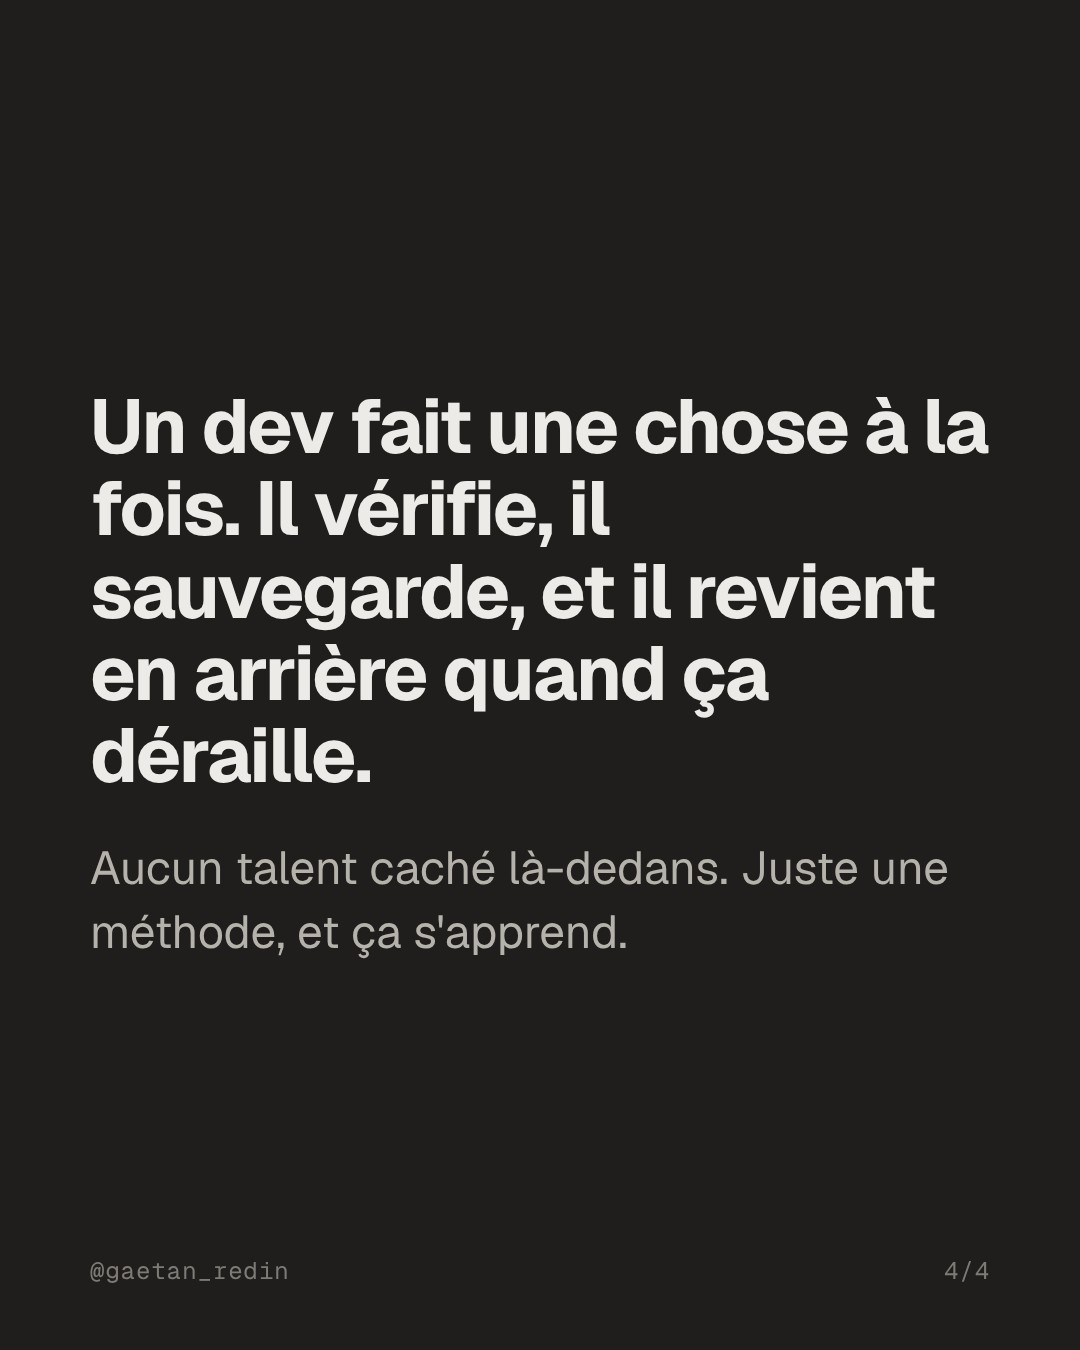 Un dev fait une chose à la
fois. Il vérifie, il
sauvegarde, et il revient
en arrière quand ça
déraille.
Aucun talent caché là-dedans. Juste une
méthode, et ça s'apprend.
@gaetan_redin
4/4